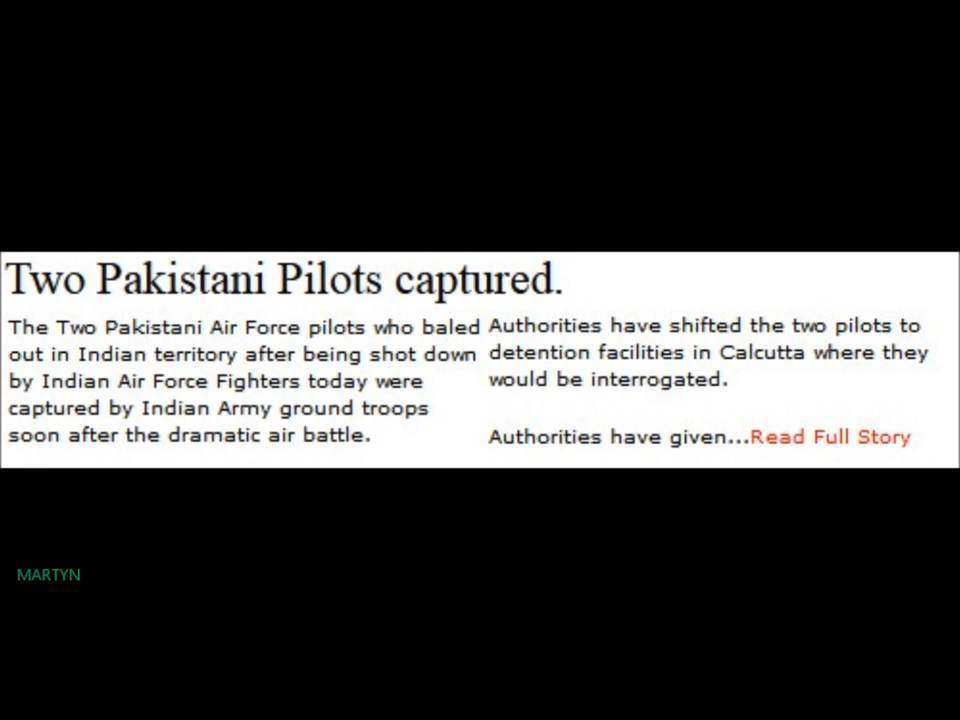 Two Pakistani Pilots captured.
The Two Pakistani Air Force pilots who baled
out in Indian territory after being shot down
by Indian Air Force Fighters today were
captured by Indian Army ground troops
soon after the dramatic air battle.
Authorities have shifted the two pilots to
detention facilities in Calcutta where they
would be interrogated.
Authorities have given...Read Full Story
MARTYN